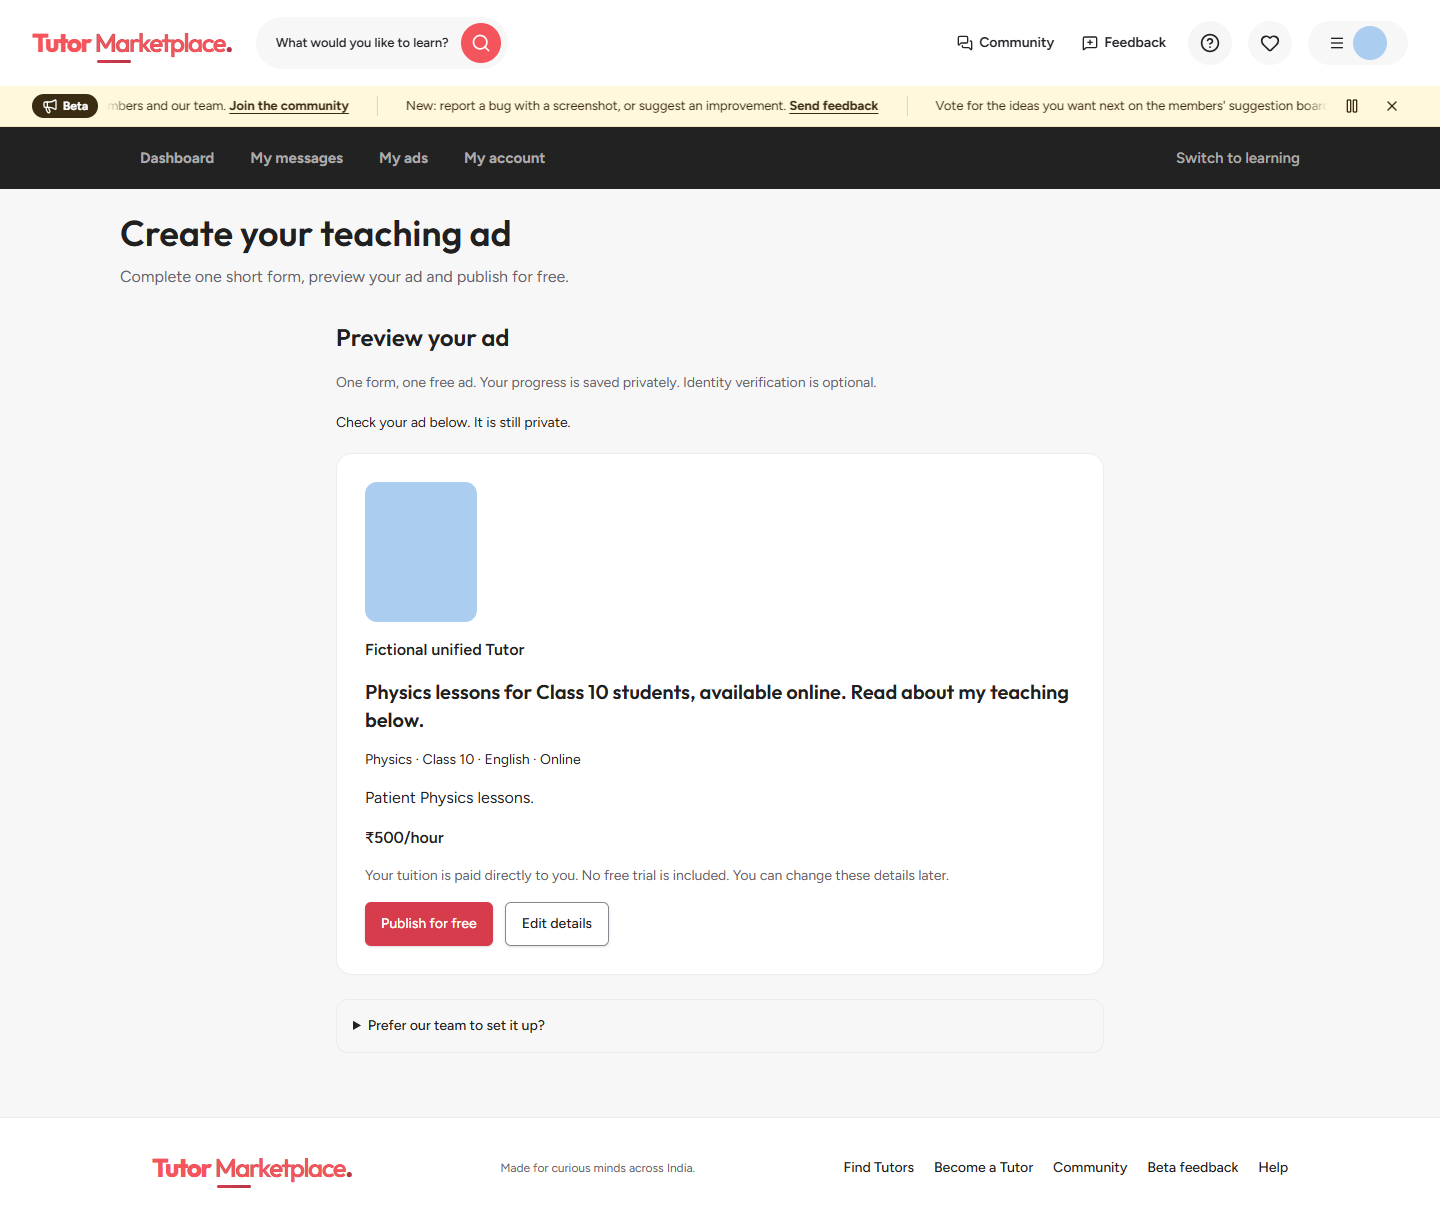 Tutor Marketplace.
What would you like to learn?
Community
Feedback
Beta
members and our team. Join the community
New: report a bug with a screenshot, or suggest an improvement. Send feedback
Vote for the ideas you want next on the members' suggestion board
Dashboard
My messages
My ads
My account
Switch to learning
Create your teaching ad
Complete one short form, preview your ad and publish for free.
Preview your ad
One form, one free ad. Your progress is saved privately. Identity verification is optional.
Check your ad below. It is still private.
Fictional unified Tutor
Physics lessons for Class 10 students, available online. Read about my teaching
below.
Physics · Class 10 · English · Online
Patient Physics lessons.
₹500/hour
Your tuition is paid directly to you. No free trial is included. You can change these details later.
Publish for free
Edit details
Prefer our team to set it up?
Tutor Marketplace.
Made for curious minds across India.
Find Tutors
Become a Tutor
Community
Beta feedback
Help